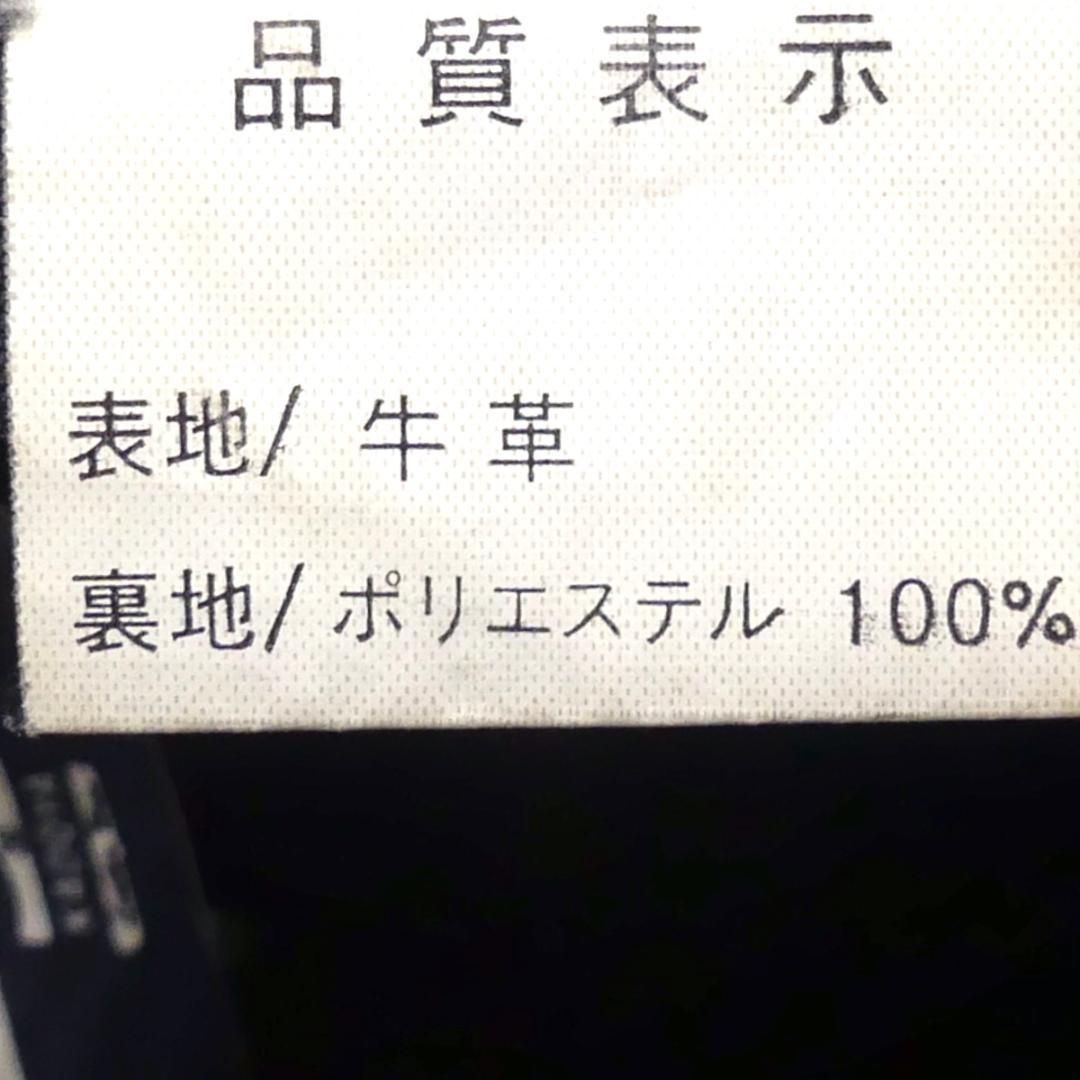 品質表示
表地/ 牛革
裏地/ポリエステル 100%